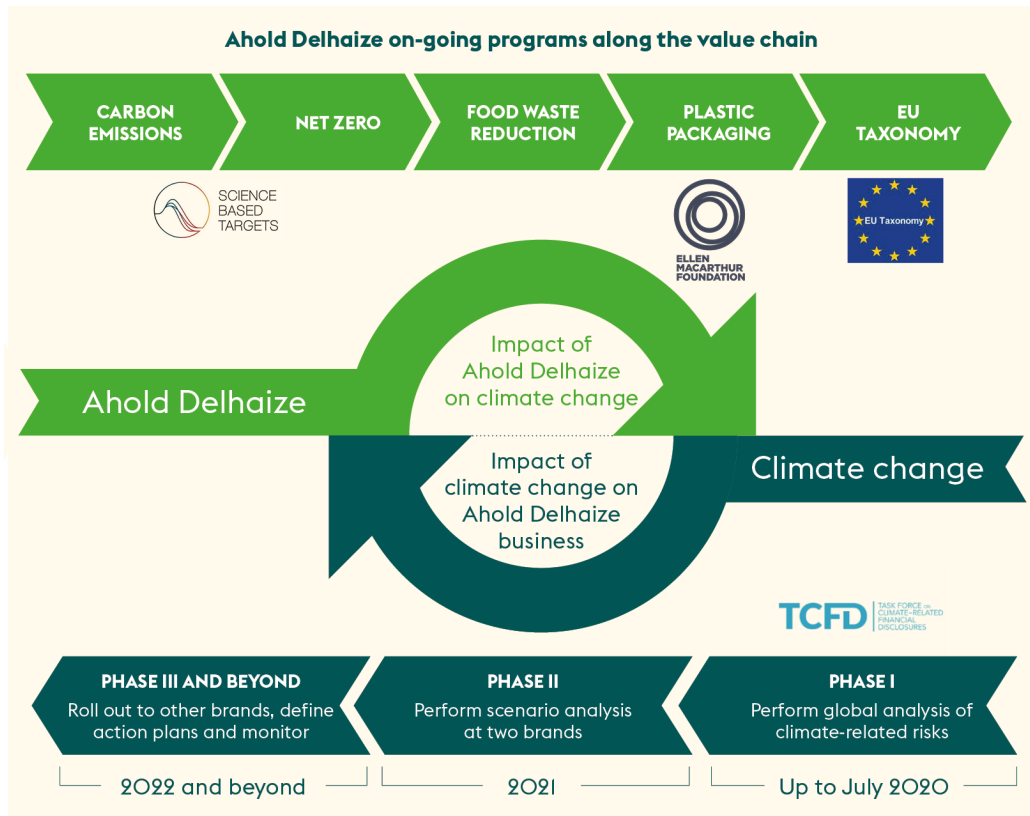 Ahold Delhaize on-going programs along the value chain
CARBON
EMISSIONS
NET ZERO
FOOD WASTE
REDUCTION
PLASTIC
PACKAGING
EU
TAXONOMY
SCIENCE
BASED
TARGETS
ELLEN
MACARTHUR
FOUNDATION
EU Taxonomy
Impact of
Ahold Delhaize
on climate change
Ahold Delhaize
Impact of
climate change on
Ahold Delhaize
business
Climate change
TCFD
TASK FORCE ON
CLIMATE-RELATED
FINANCIAL
DISCLOSURES
PHASE III AND BEYOND
Roll out to other brands, define
action plans and monitor
PHASE II
Perform scenario analysis
at two brands
PHASE I
Perform global analysis of
climate-related risks
2022 and beyond
2021
Up to July 2020